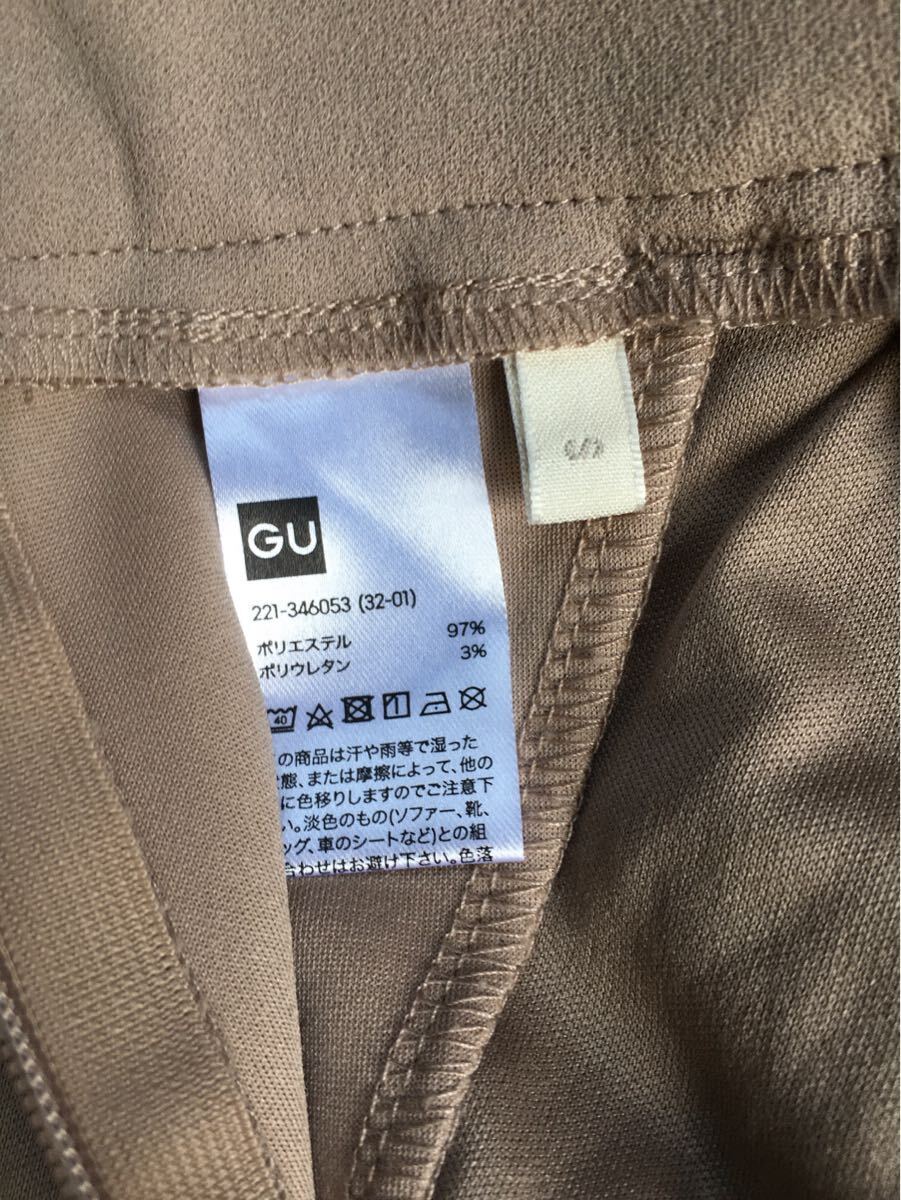 GU
221-346053 (32-01)
ポリエステル 97%
ポリウレタン 3%
40
の商品は汗や雨等で湿った
態、または摩擦によって、他の
に色移りしますのでご注意下
い。淡色のもの(ソファー、靴、
ッグ、車のシートなど)との組
合わせはお避け下さい。色落
S